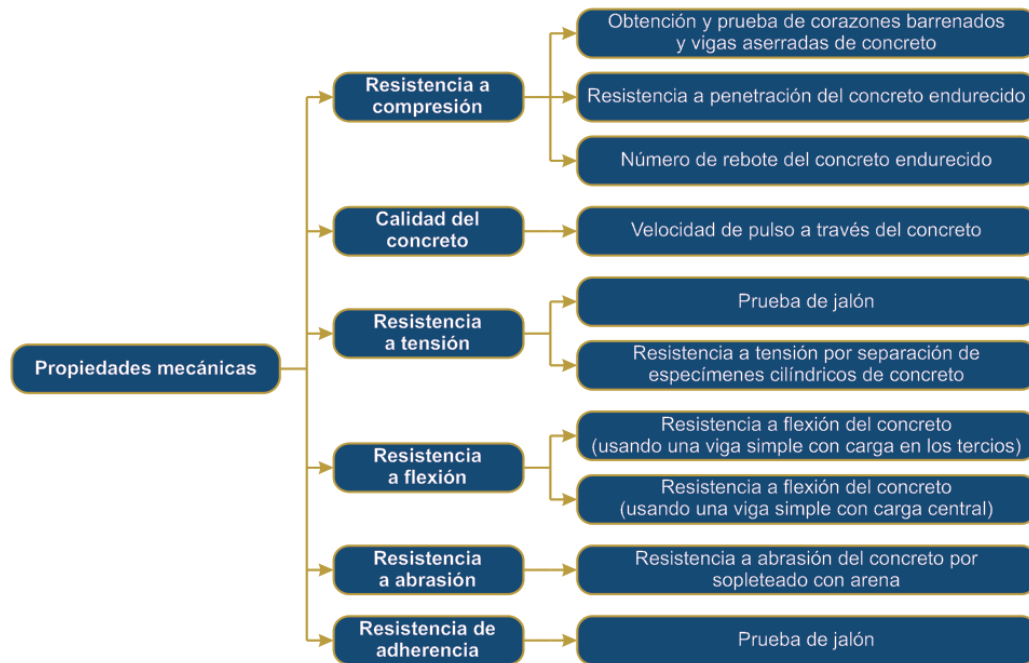 Propiedades mecánicas
Resistencia a
compresión
Obtención y prueba de corazones barrenados
y vigas aserradas de concreto
Resistencia a penetración del concreto endurecido
Número de rebote del concreto endurecido
Calidad del
concreto
Velocidad de pulso a través del concreto
Resistencia
a tensión
Prueba de jalón
Resistencia a tensión por separación de
especímenes cilíndricos de concreto
Resistencia
a flexión
Resistencia a flexión del concreto
(usando una viga simple con carga en los tercios)
Resistencia a flexión del concreto
(usando una viga simple con carga central)
Resistencia
a abrasión
Resistencia a abrasión del concreto por
sopleteado con arena
Resistencia de
adherencia
Prueba de jalón